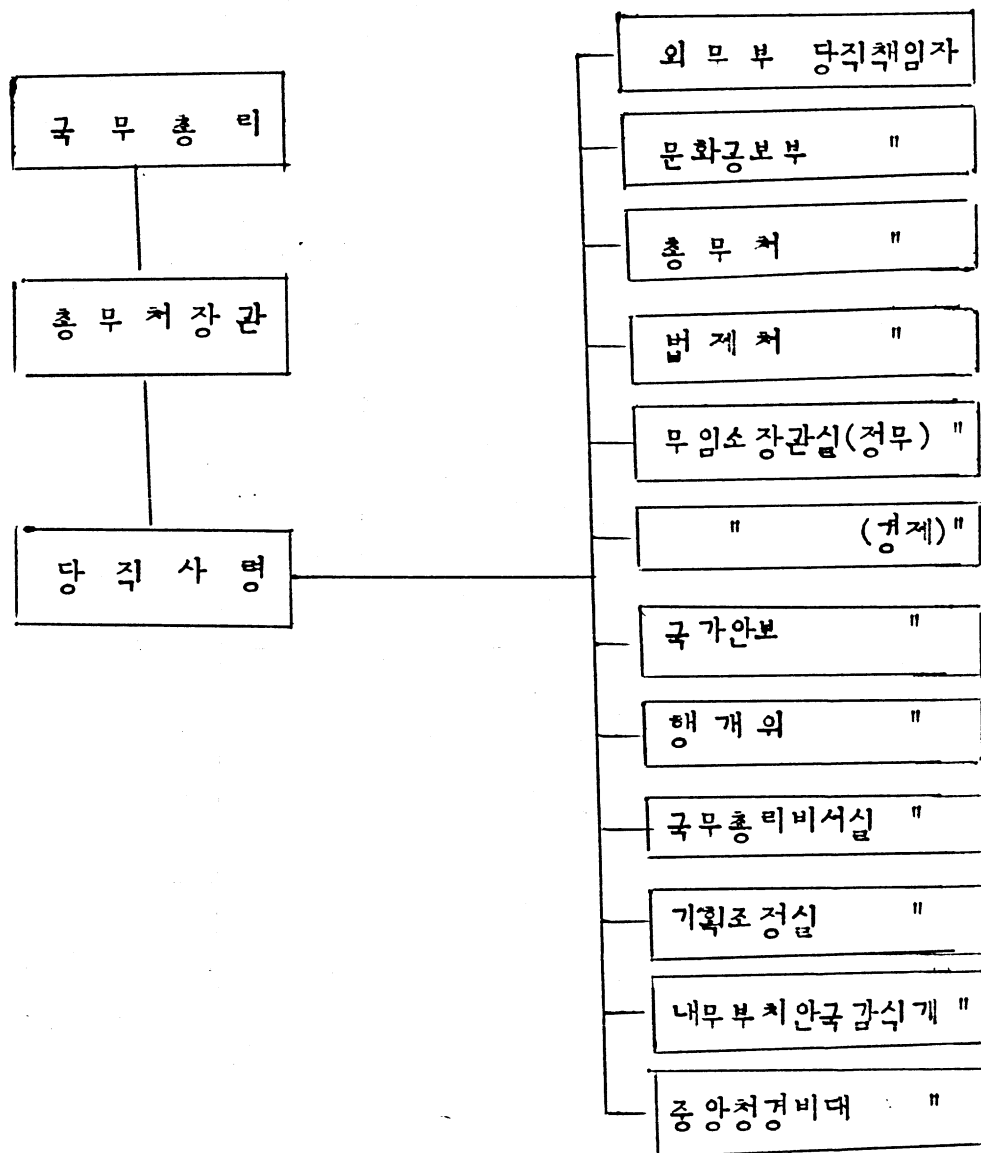 국 무 총 리
총 무 처 장 관
당 직 사 령
외 무 부 당직책임자
문화공보부 "
총 무 처 "
법 제 처 "
무 임 소 장 관 실 (정무) "
" (경제) "
국 가 안 보 "
행 개 위 "
국 무 총 리 비 서 실 "
기획조정실 "
내무부치안국감식계 "
중앙청경비대 "